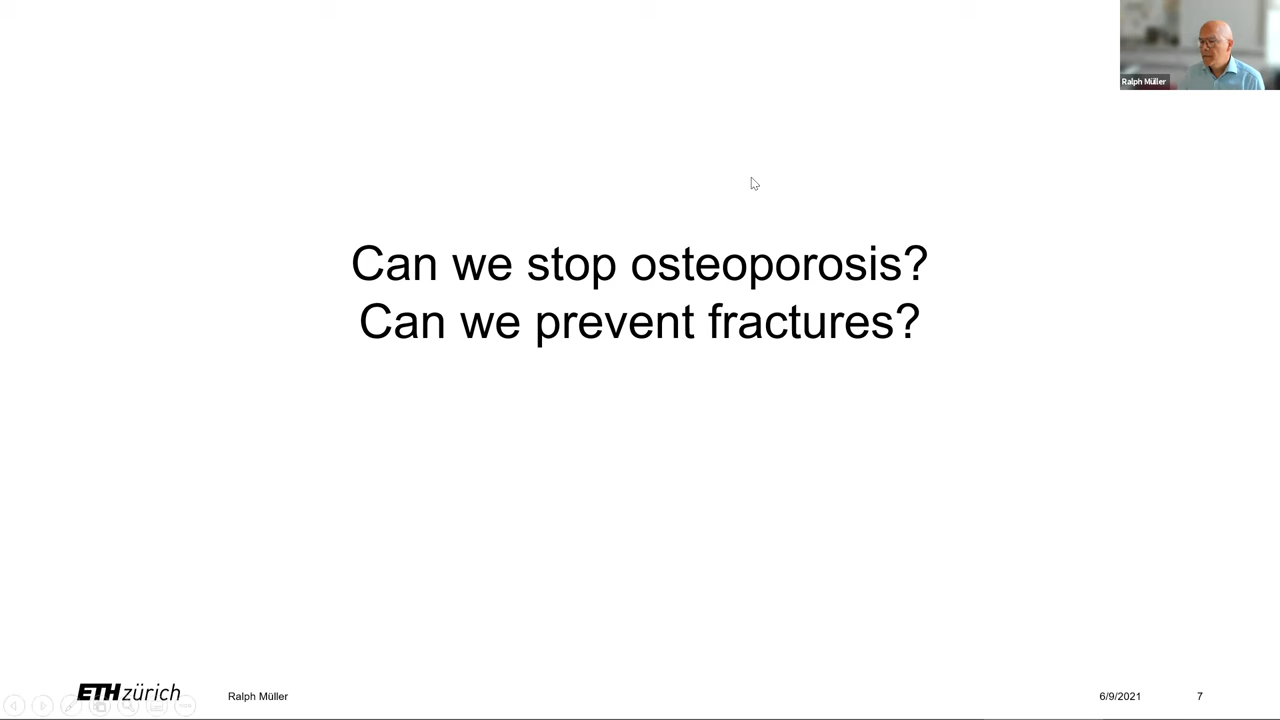 Ralph Müller
Can we stop osteoporosis?
Can we prevent fractures?
ETH zürich
Ralph Müller
6/9/2021
7